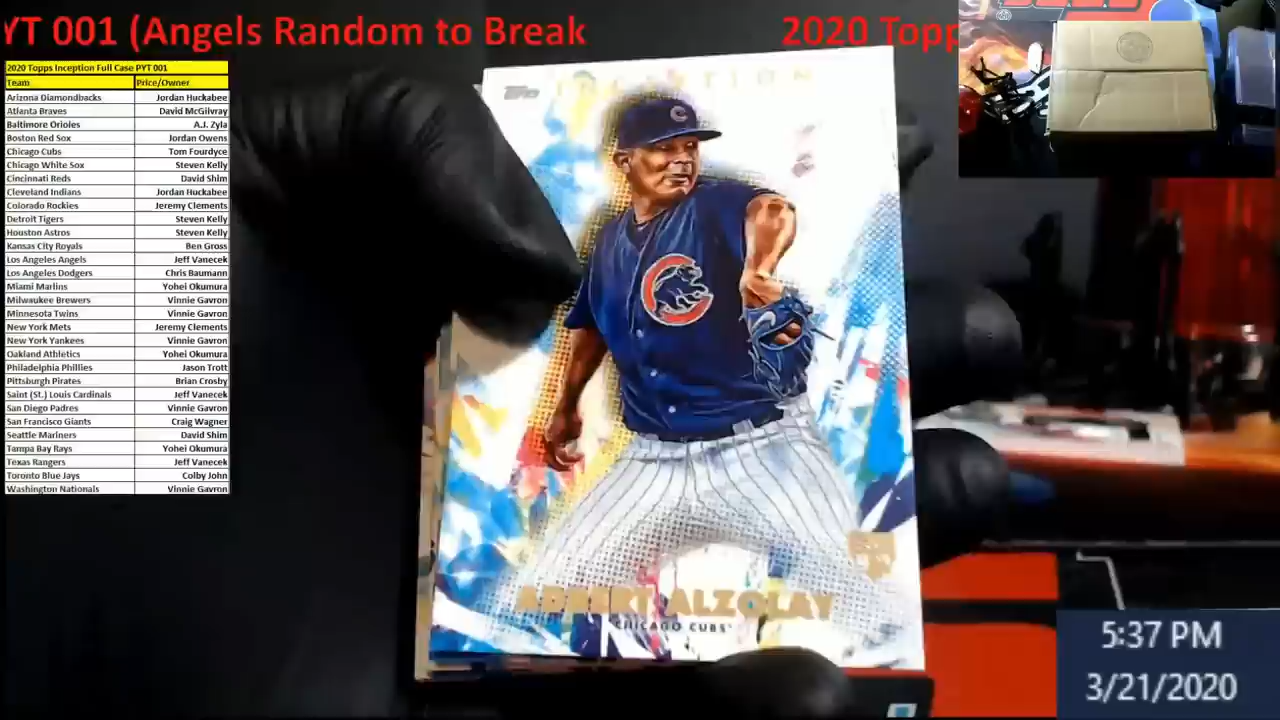 YT 001 (Angels Random to Break
2020 Topp
2020 Topps Inception Full Case PYT 001
Team Price/Owner
Arizona Diamondbacks Jordan Huckabee
Atlanta Braves David McGilvray
Baltimore Orioles A.J. Zyla
Boston Red Sox Jordan Owens
Chicago Cubs Tom Fourdyce
Chicago White Sox Steven Kelly
Cincinnati Reds David Shim
Cleveland Indians Jordan Huckabee
Colorado Rockies Jeremy Clements
Detroit Tigers Steven Kelly
Houston Astros Steven Kelly
Kansas City Royals Ben Gross
Los Angeles Angels Jeff Vanecek
Los Angeles Dodgers Chris Baumann
Miami Marlins Yohei Okumura
Milwaukee Brewers Vinnie Gavron
Minnesota Twins Vinnie Gavron
New York Mets Jeremy Clements
New York Yankees Vinnie Gavron
Oakland Athletics Yohei Okumura
Philadelphia Phillies Jason Trott
Pittsburgh Pirates Brian Crosby
Saint (St.) Louis Cardinals Jeff Vanecek
San Diego Padres Vinnie Gavron
San Francisco Giants Craig Wagner
Seattle Mariners David Shim
Tampa Bay Rays Yohei Okumura
Texas Rangers Jeff Vanecek
Toronto Blue Jays Colby John
Washington Nationals Vinnie Gavron
Topps
INCEPTION
C
ADBERT ALZOLAY
CHICAGO CUBS
5:37 PM
3/21/2020